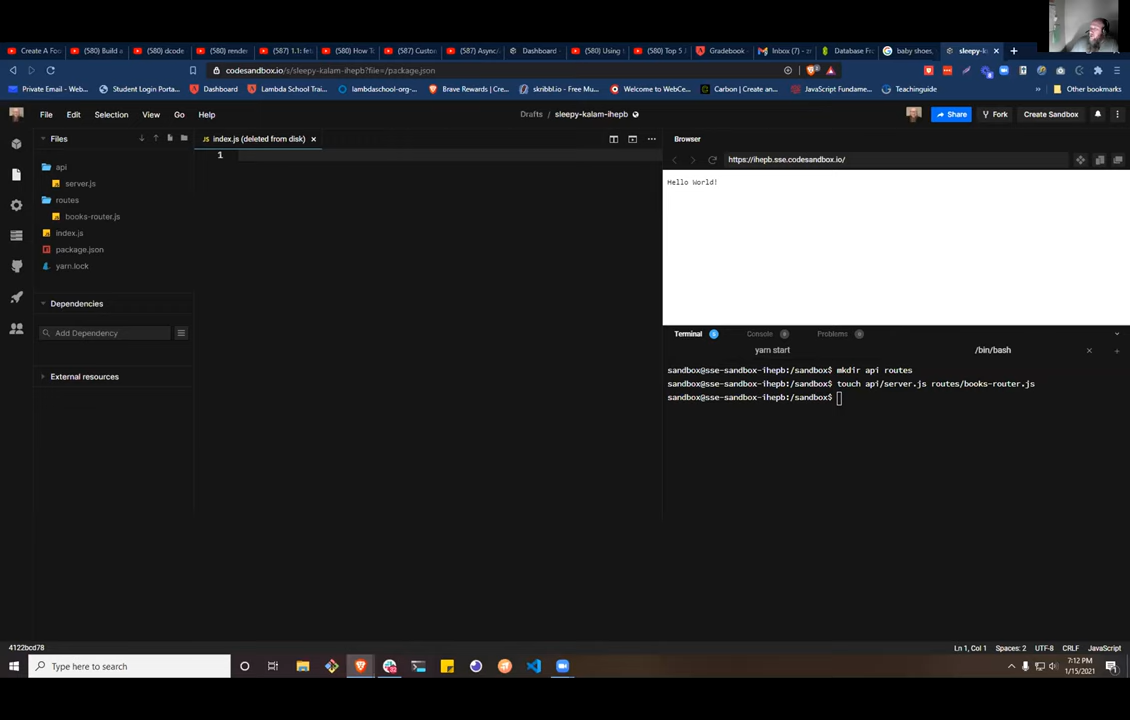 Create A Foo
(580) Build a
(580) dcode
(580) render
(587) 1.1: fet
(580) How T
(587) Custom
(587) Async/
Dashboard
(580) Using
(580) Top 5
Gradebook
Inbox (7)
Database Fr
baby shoes,
sleepy-k
codesandbox.io/s/sleepy-kalam-ihepb?file=/package.json
Private Email - Web...
Student Login Porta...
Dashboard
Lambda School Trai...
lambdaschool-org-...
Brave Rewards | Cre...
skribbl.io - Free Mu...
Welcome to WebCe...
Carbon | Create an...
JavaScript Fundame...
Teachinguide
Other bookmarks
File Edit Selection View Go Help
Drafts / sleepy-kalam-ihepb
Share
Fork
Create Sandbox
Files
index.js (deleted from disk)
Browser
1
https://ihepb.sse.codesandbox.io/
api
server.js
routes
books-router.js
index.js
package.json
yarn.lock
Hello World!
Dependencies
Add Dependency
External resources
Terminal
Console 0
Problems 0
yarn start
/bin/bash
sandbox@sse-sandbox-ihepb:/sandbox$ mkdir api routes
sandbox@sse-sandbox-ihepb:/sandbox$ touch api/server.js routes/books-router.js
sandbox@sse-sandbox-ihepb:/sandbox$
4122bcd78
Ln 1, Col 1 Spaces: 2 UTF-8 CRLF JavaScript
Type here to search
7:12 PM
1/15/2021